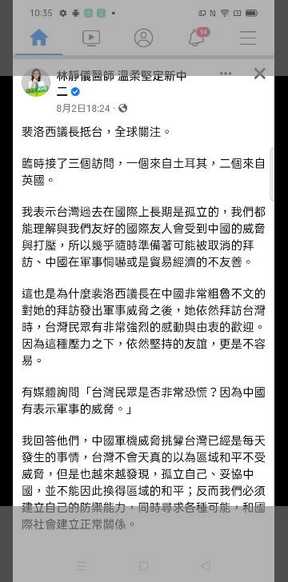 10:35
14
林靜儀醫師 溫柔堅定新中
二
8月2日18:24
裴洛西議長抵台，全球關注。
臨時接了三個訪問，一個來自土耳其，二個來自
英國。
我表示台灣過去在國際上長期是孤立的，我們都
能理解與我們友好的國際友人會受到中國的威脅
與打壓，所以幾乎隨時準備著可能被取消的拜
訪、中國在軍事恫嚇或是貿易經濟的不友善。
這也是為什麼裴洛西議長在中國非常粗魯不文的
對她的拜訪發出軍事威脅之後，她依然拜訪台灣
時，台灣民眾有非常強烈的感動與由衷的歡迎。
因為這種壓力之下，依然堅持的友誼，更是不容
易。
有媒體詢問「台灣民眾是否非常恐慌？因為中國
有表示軍事的威脅。」
我回答他們，中國軍機威脅挑釁台灣已經是每天
發生的事情，台灣不會天真的以為區域和平不受
威脅，但是也越來越發現，孤立自己、妥協中
國，並不能因此換得區域的和平；反而我們必須
建立自己的防禦能力，同時尋求各種可能，和國
際社會建立正常關係。